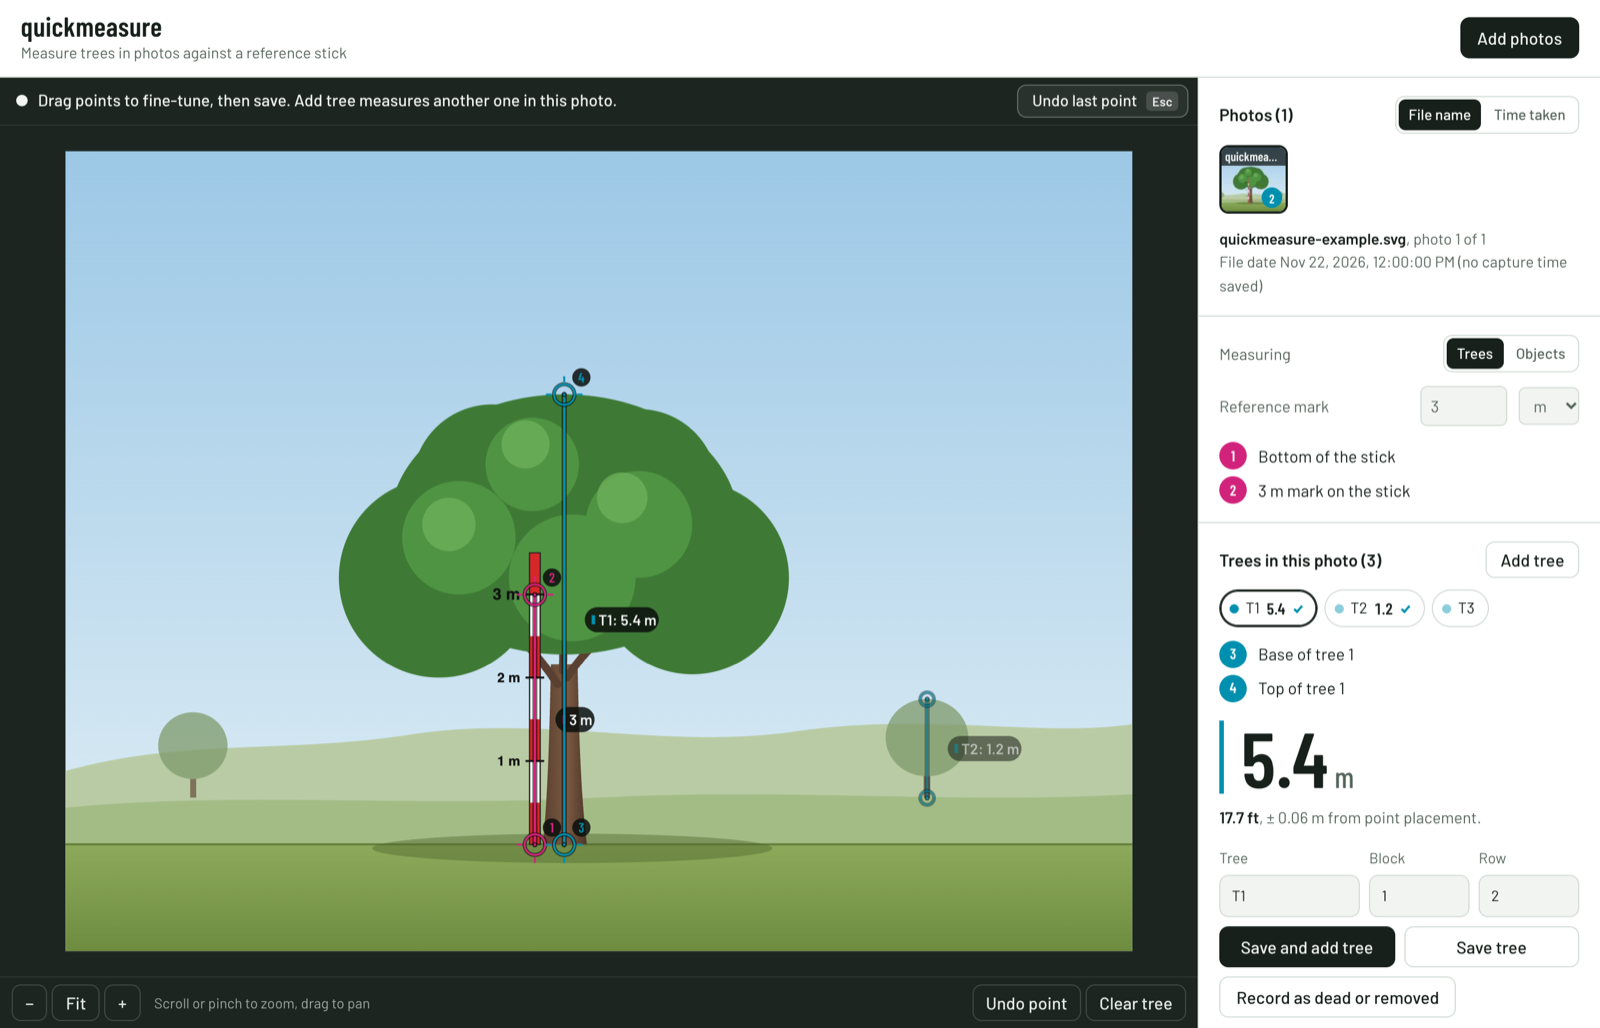 quickmeasure
Measure trees in photos against a reference stick
Add photos
Drag points to fine-tune, then save. Add tree measures another one in this photo.
Undo last point Esc
4
2
3 m
T1: 5.4 m
2 m
3 m
1 m
T2: 1.2 m
1
3
−
Fit
+
Scroll or pinch to zoom, drag to pan
Undo point
Clear tree
Photos (1)
File name
Time taken
quickmea...
2
quickmeasure-example.svg, photo 1 of 1
File date Nov 22, 2026, 12:00:00 PM (no capture time
saved)
Measuring
Trees
Objects
Reference mark
3
m
1 Bottom of the stick
2 3 m mark on the stick
Trees in this photo (3)
Add tree
T1 5.4 ✓
T2 1.2 ✓
T3
3 Base of tree 1
4 Top of tree 1
5.4 m
17.7 ft, ± 0.06 m from point placement.
Tree Block Row
T1 1 2
Save and add tree
Save tree
Record as dead or removed